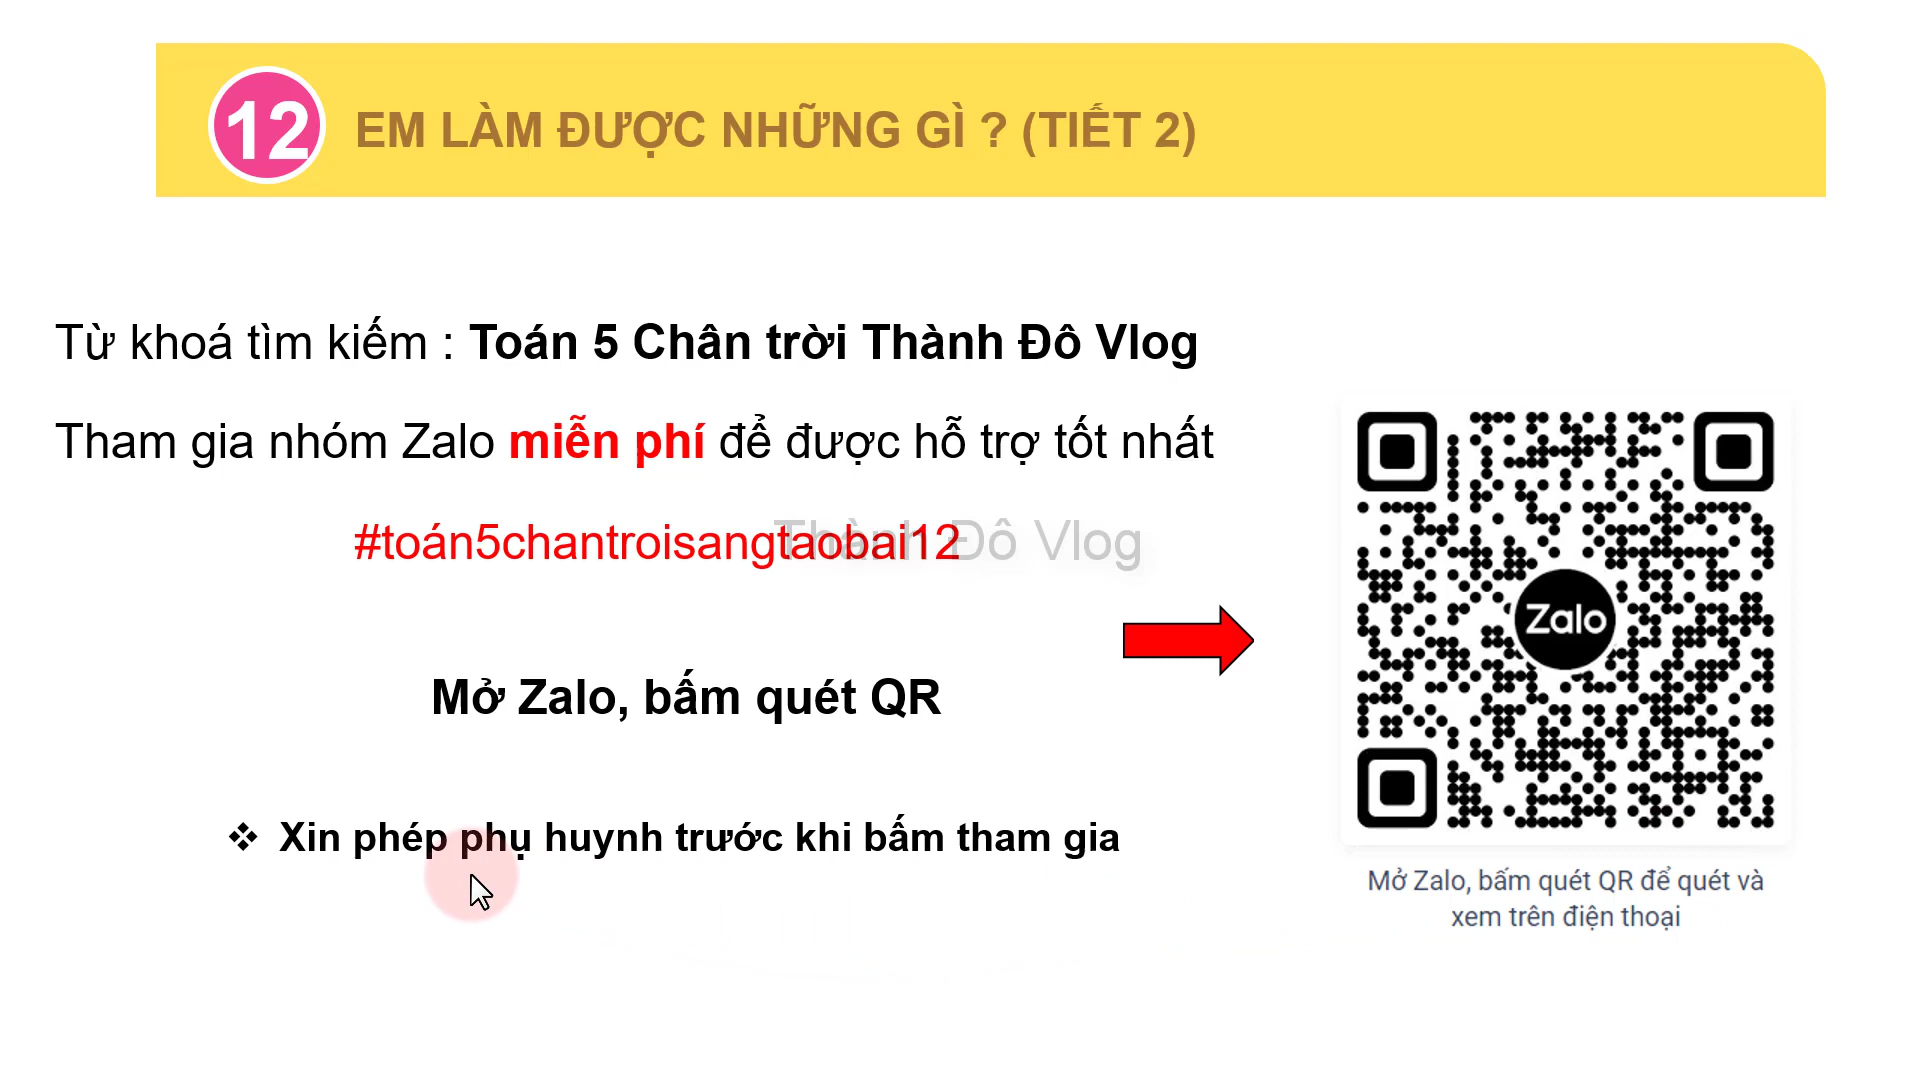 12
EM LÀM ĐƯỢC NHỮNG GÌ ? (TIẾT 2)
Từ khoá tìm kiếm : Toán 5 Chân trời Thành Đô Vlog
Tham gia nhóm Zalo miễn phí để được hỗ trợ tốt nhất
#toán5chantroisangtaobai12
Thành Đô Vlog
Zalo
Mở Zalo, bấm quét QR
❖ Xin phép phụ huynh trước khi bấm tham gia
Mở Zalo, bấm quét QR để quét và
xem trên điện thoại